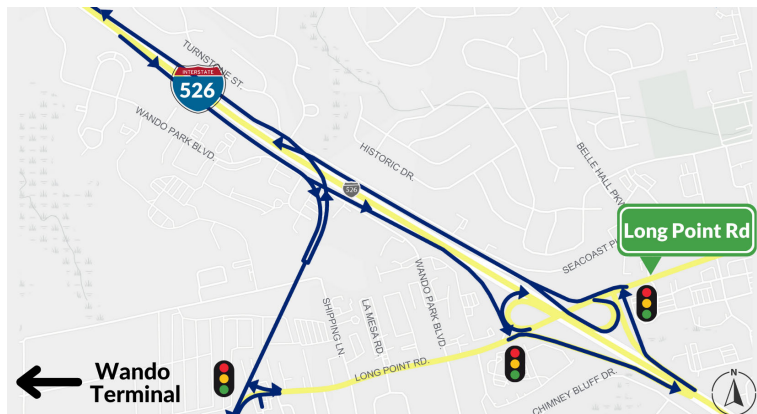 TURNSTONE ST.
INTERSTATE
526
WANDO PARK BLVD.
HISTORIC DR.
526
BELLE HALL PKWY
Long Point Rd
SEACOAST P
WANDO PARK BLVD.
SHIPPING LN.
LA MESA RD.
LONG POINT RD.
CHIMNEY BLUFF DR.
Wando
Terminal
N